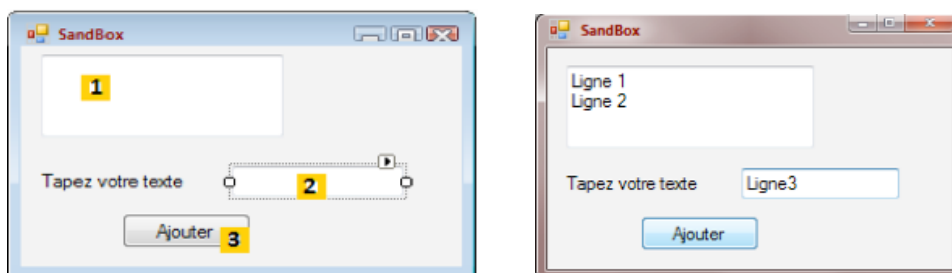 SandBox
1
Tapez votre texte
2
Ajouter
3
SandBox
Ligne 1
Ligne 2
Tapez votre texte
Ligne3
Ajouter